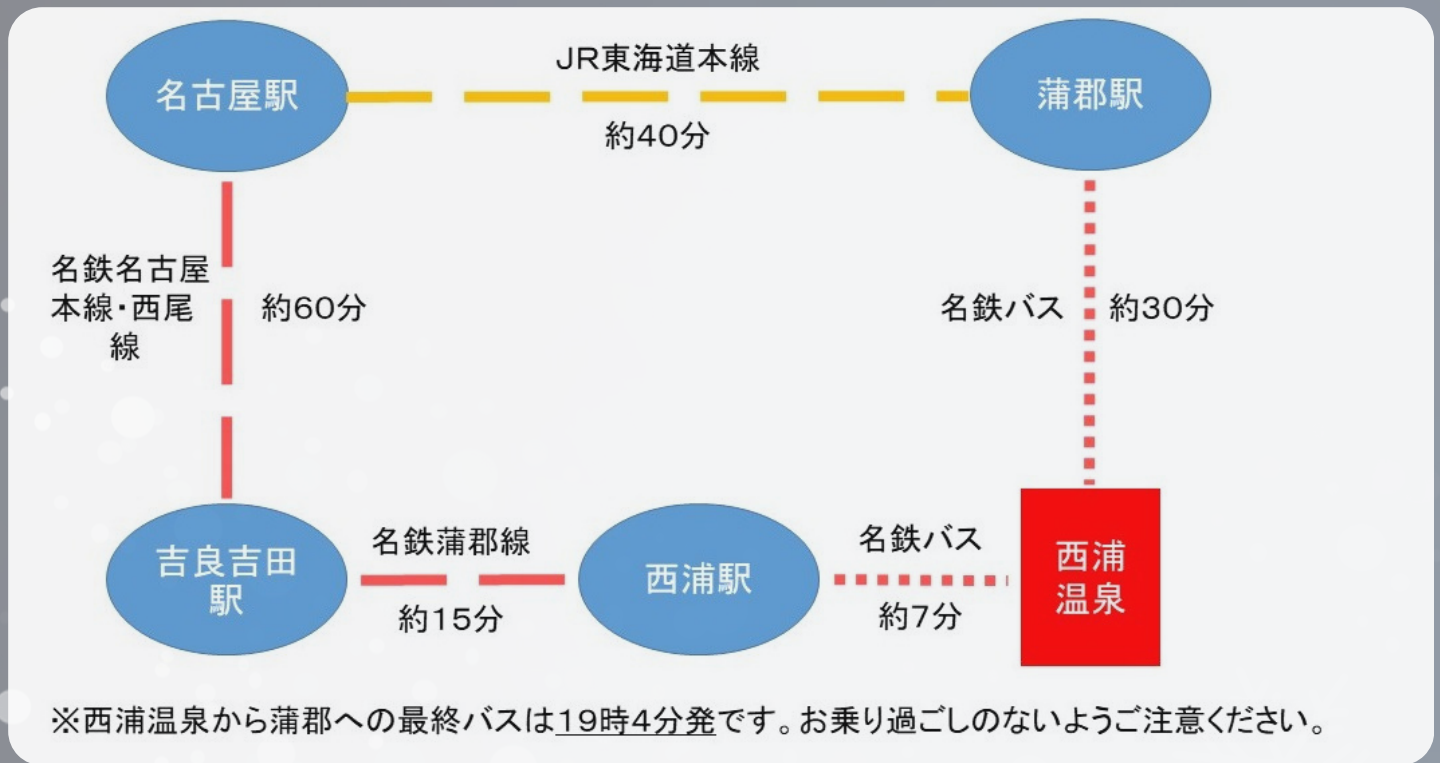 名古屋駅
JR東海道本線
約40分
蒲郡駅
名鉄名古屋
本線・西尾
線
約60分
名鉄バス
約30分
吉良吉田
駅
名鉄蒲郡線
約15分
西浦駅
名鉄バス
約7分
西浦
温泉
※西浦温泉から蒲郡への最終バスは19時4分発です。お乗り過ごしのないようご注意ください。